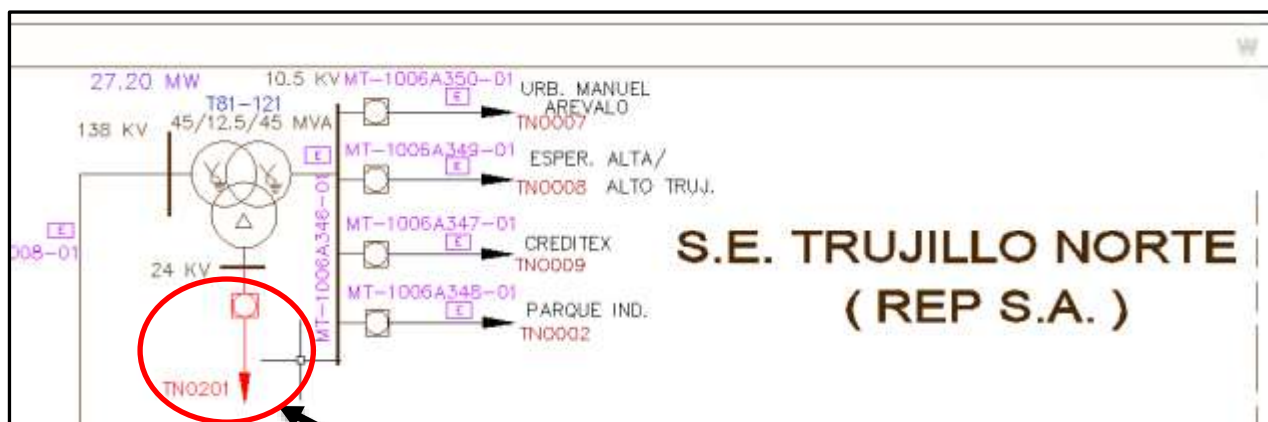 W
27.20 MW
10.5 KV
MT-1006A350-01
E
URB. MANUEL
AREVALO
TN0007
T81-121
138 KV
45/12.5/45 MVA
E
MT-1006A349-01
E
ESPER. ALTA/
TN0008 ALTO TRUJ.
MT-1006A346-01
E
008-01
MT-1006A347-01
E
CREDITEX
TN0009
S.E. TRUJILLO NORTE
( REP S.A. )
24 KV
MT-1006A348-01
E
PARQUE IND.
TN0002
TN0201